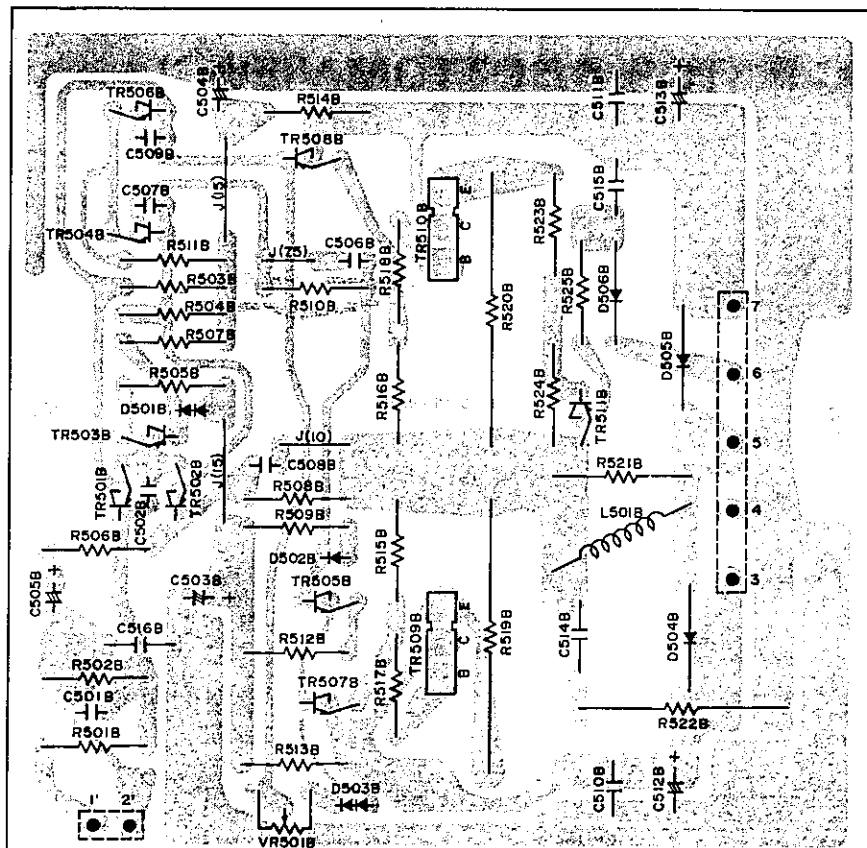 TR506B
C504B
R514B
C511B
C513B
C509B
TR508B
C507B
J(15)
TR504B
R511B
R503B
R504B
R507B
R505B
D501B
TR503B
J(7.5)
C506B
R510B
R518B
TR510B
E
C
B
R520B
R523B
C515B
R525B
D506B
D505B
7
6
5
4
3
R516B
R524B
TR511B
J(15)
J(10)
C508B
TR501B
C502B
TR502B
R508B
R509B
R521B
L501B
R506B
C505B
C503B
D502B
TR505B
R515B
C516B
R502B
C501B
R501B
R512B
TR507B
R517B
TR509B
E
C
B
R519B
C514B
D504B
R522B
R513B
D503B
VR501B
C510B
C512B
1'
2'